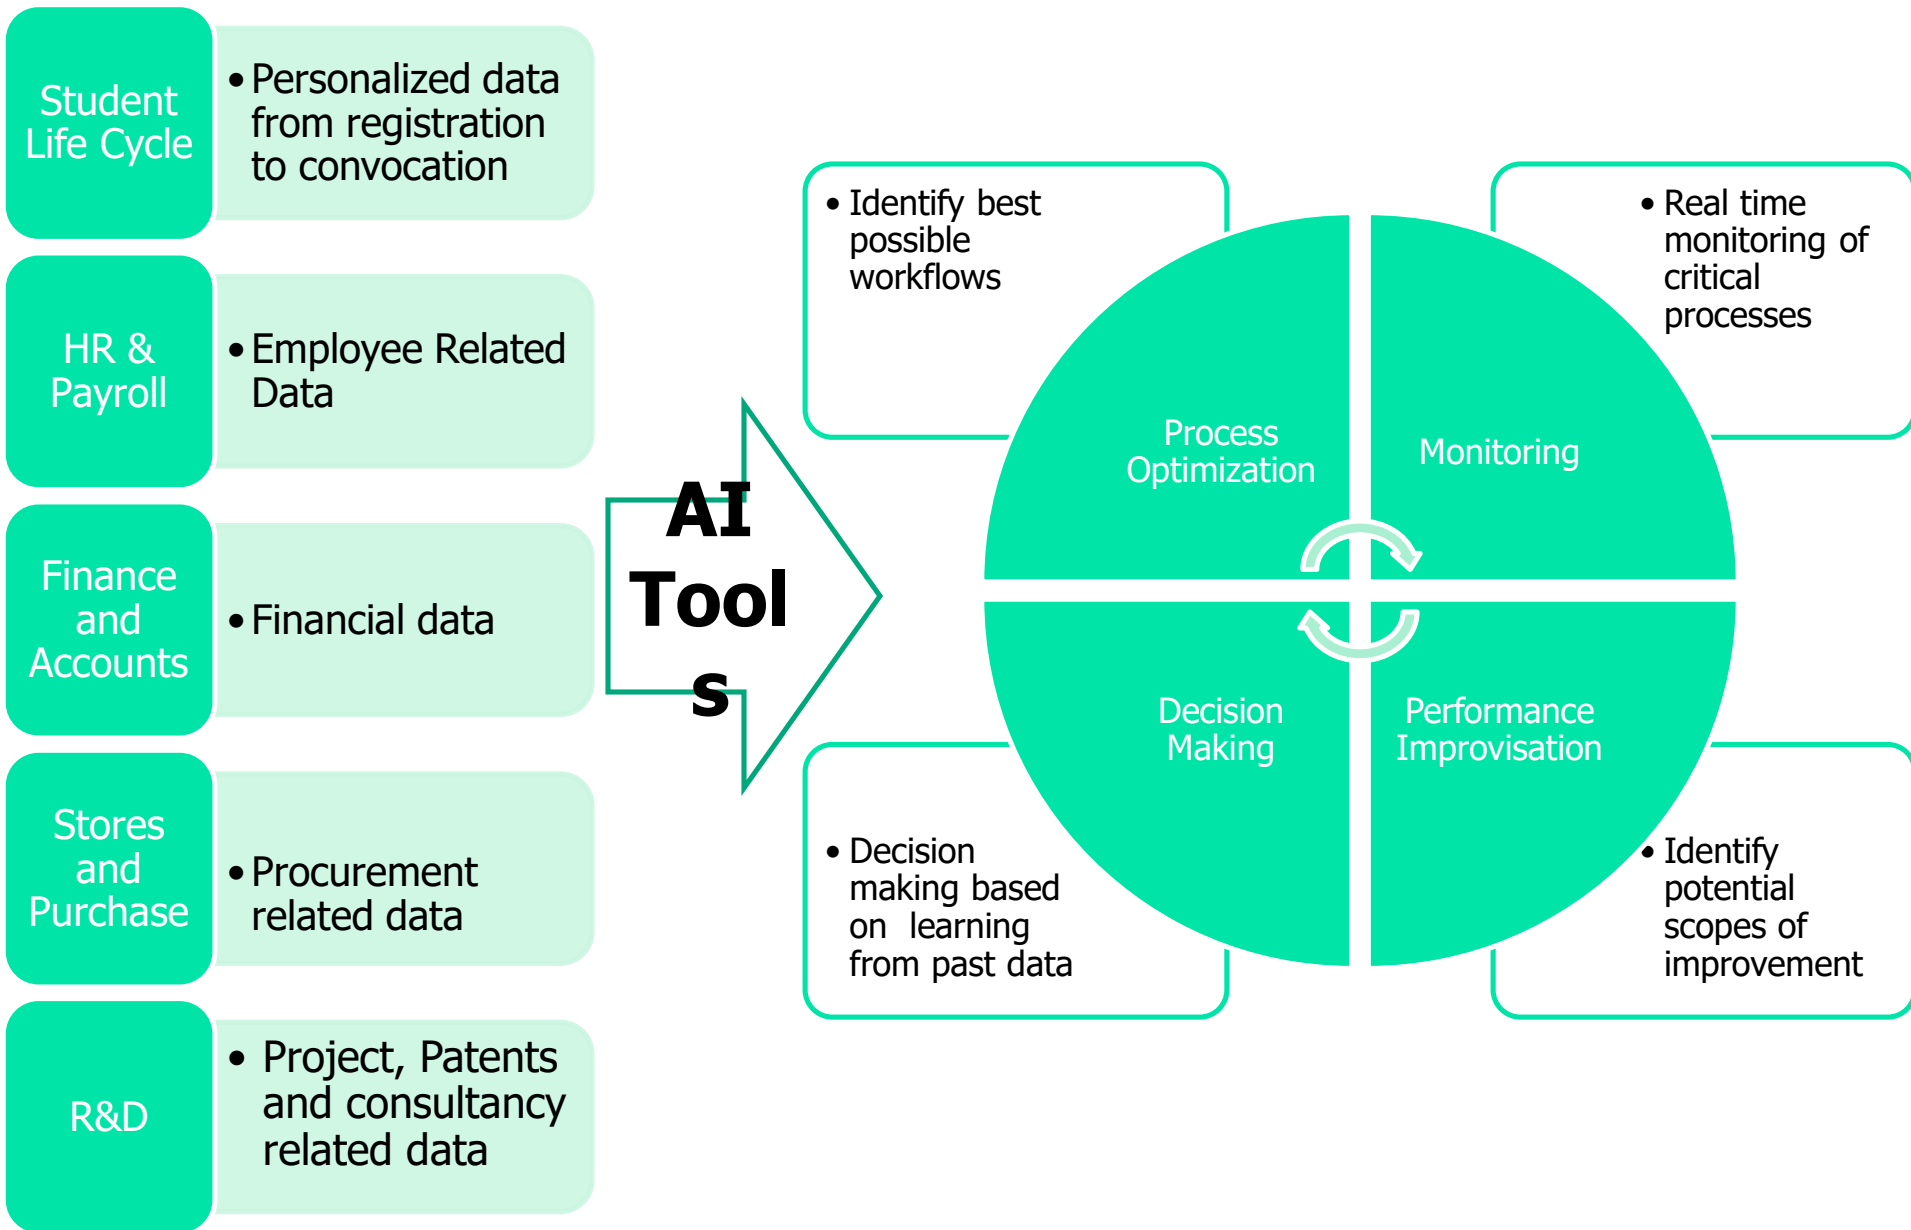 Student
Life Cycle
• Personalized data
from registration
to convocation
HR &
Payroll
• Employee Related
Data
Finance
and
Accounts
• Financial data
Stores
and
Purchase
• Procurement
related data
R&D
• Project, Patents
and consultancy
related data
AI
Tool
s
• Identify best
possible
workflows
• Real time
monitoring of
critical
processes
Process
Optimization
Monitoring
Decision
Making
Performance
Improvisation
• Decision
making based
on learning
from past data
• Identify
potential
scopes of
improvement